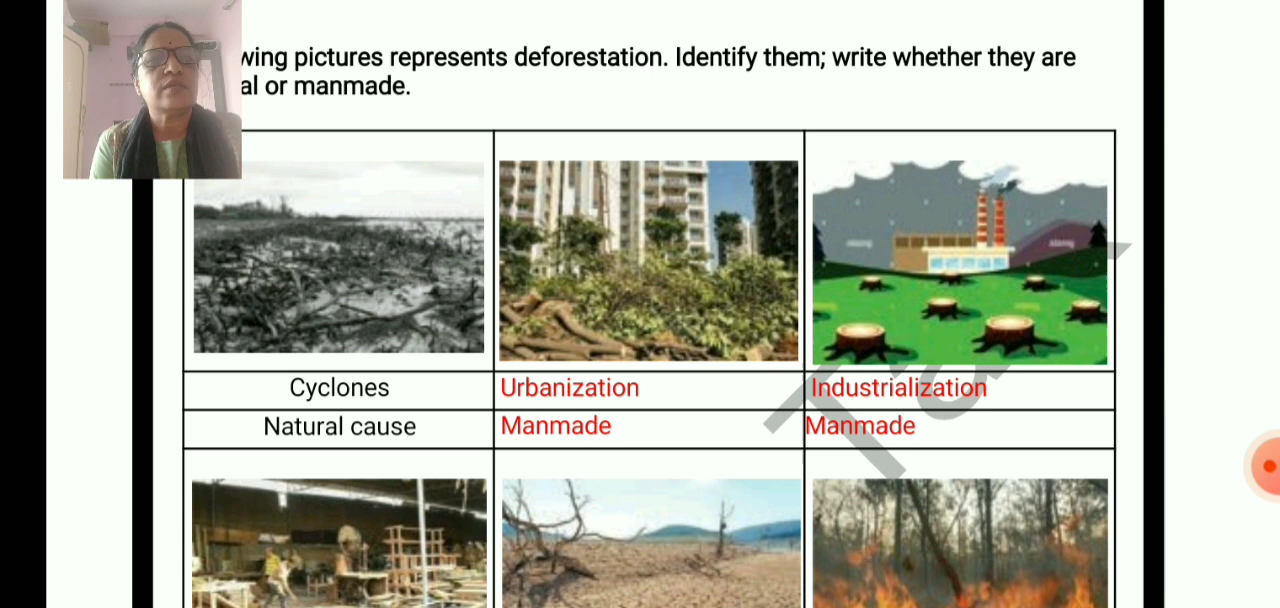 wing pictures represents deforestation. Identify them; write whether they are
al or manmade.
Cyclones Urbanization Industrialization
Natural cause Manmade Manmade